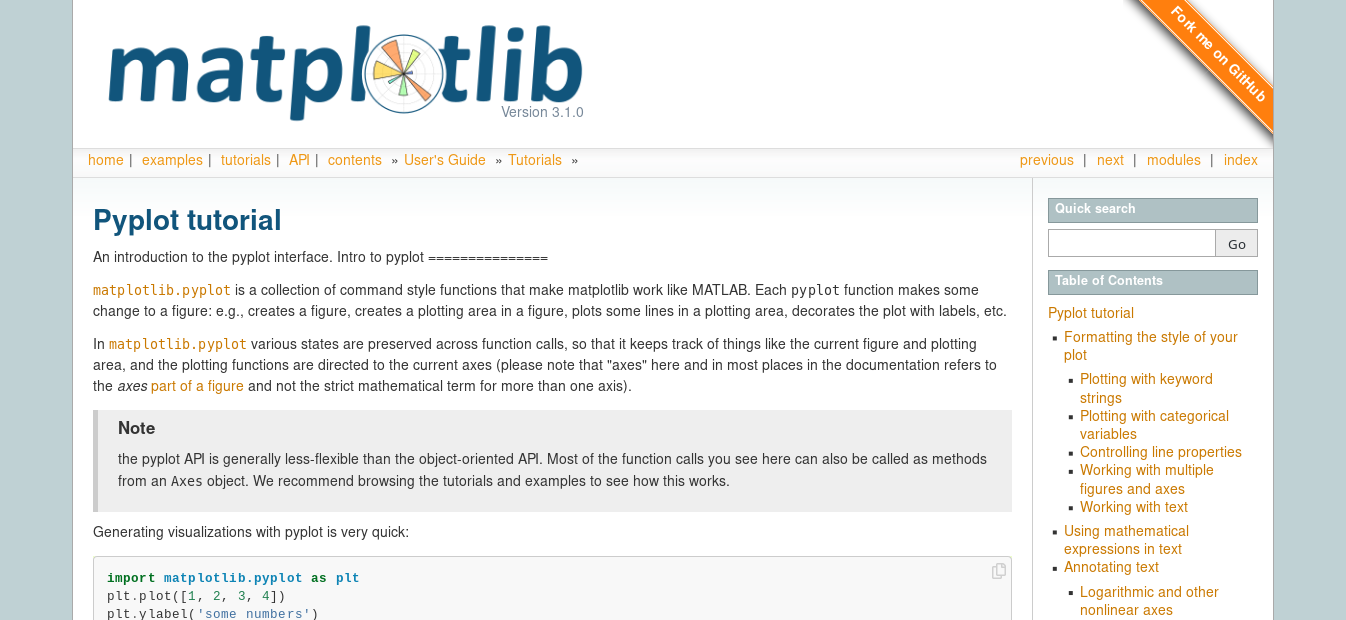 matplotlib
Version 3.1.0
Fork me on GitHub
home | examples | tutorials | API | contents » User's Guide » Tutorials »
previous | next | modules | index
Pyplot tutorial
An introduction to the pyplot interface. Intro to pyplot ===============
matplotlib.pyplot is a collection of command style functions that make matplotlib work like MATLAB. Each pyplot function makes some
change to a figure: e.g., creates a figure, creates a plotting area in a figure, plots some lines in a plotting area, decorates the plot with labels, etc.
In matplotlib.pyplot various states are preserved across function calls, so that it keeps track of things like the current figure and plotting
area, and the plotting functions are directed to the current axes (please note that "axes" here and in most places in the documentation refers to
the axes part of a figure and not the strict mathematical term for more than one axis).
Note
the pyplot API is generally less-flexible than the object-oriented API. Most of the function calls you see here can also be called as methods
from an Axes object. We recommend browsing the tutorials and examples to see how this works.
Generating visualizations with pyplot is very quick:
import matplotlib.pyplot as plt
plt.plot([1, 2, 3, 4])
plt.ylabel('some numbers')
Quick search
Go
Table of Contents
Pyplot tutorial
Formatting the style of your
plot
Plotting with keyword
strings
Plotting with categorical
variables
Controlling line properties
Working with multiple
figures and axes
Working with text
Using mathematical
expressions in text
Annotating text
Logarithmic and other
nonlinear axes